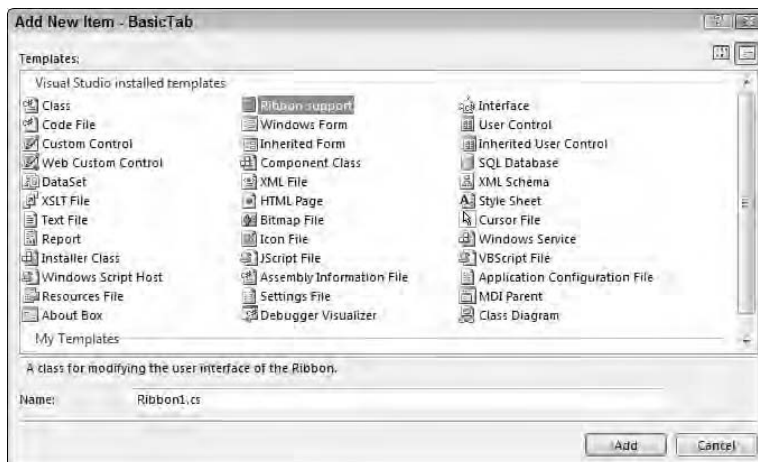 Add New Item - BasicTab
Templates:
Visual Studio installed templates
Class
Ribbon support
Interface
Code File
Windows Form
User Control
Custom Control
Inherited Form
Inherited User Control
Web Custom Control
Component Class
SQL Database
DataSet
XML File
XML Schema
XSLT File
HTML Page
Style Sheet
Text File
Bitmap File
Cursor File
Report
Icon File
Windows Service
Installer Class
JScript File
VBScript File
Windows Script Host
Assembly Information File
Application Configuration File
Resources File
Settings File
MDI Parent
About Box
Debugger Visualizer
Class Diagram
My Templates
A class for modifying the user interface of the Ribbon.
Name: Ribbon1.cs
Add Cancel